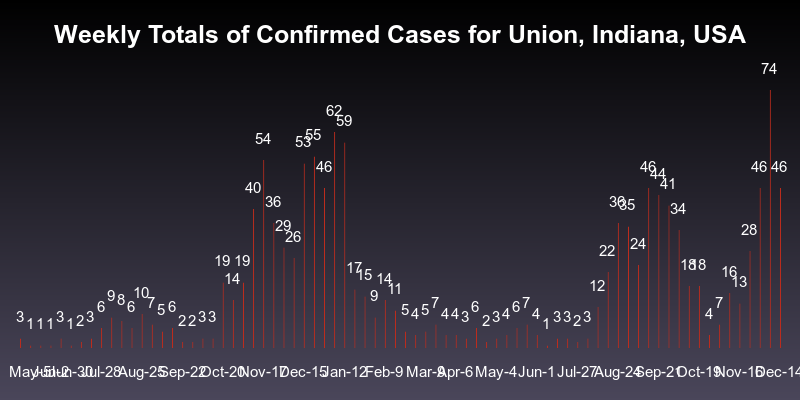 Weekly Totals of Confirmed Cases for Union, Indiana, USA
3 1 1 1 3 1 2 3 6 9 8 6 10 7 5 6 2 2 3 3 19 14 19 40 54 36 29 26 53 55 46 62 59 17 15 9 14 11 5 4 5 7 4 4 3 6 2 3 4 6 7 4 1 3 3 2 3 12 22 36 35 24 46 44 41 34 18 18 4 7 16 13 28 46 74 46
Jun-30 Jul-28 Aug-25 Sep-22 Oct-20 Nov-17 Dec-15 Jan-12 Feb-9 Mar-9 Apr-6 May-4 Jun-1 Jul-27 Aug-24 Sep-21 Oct-19 Nov-16 Dec-14